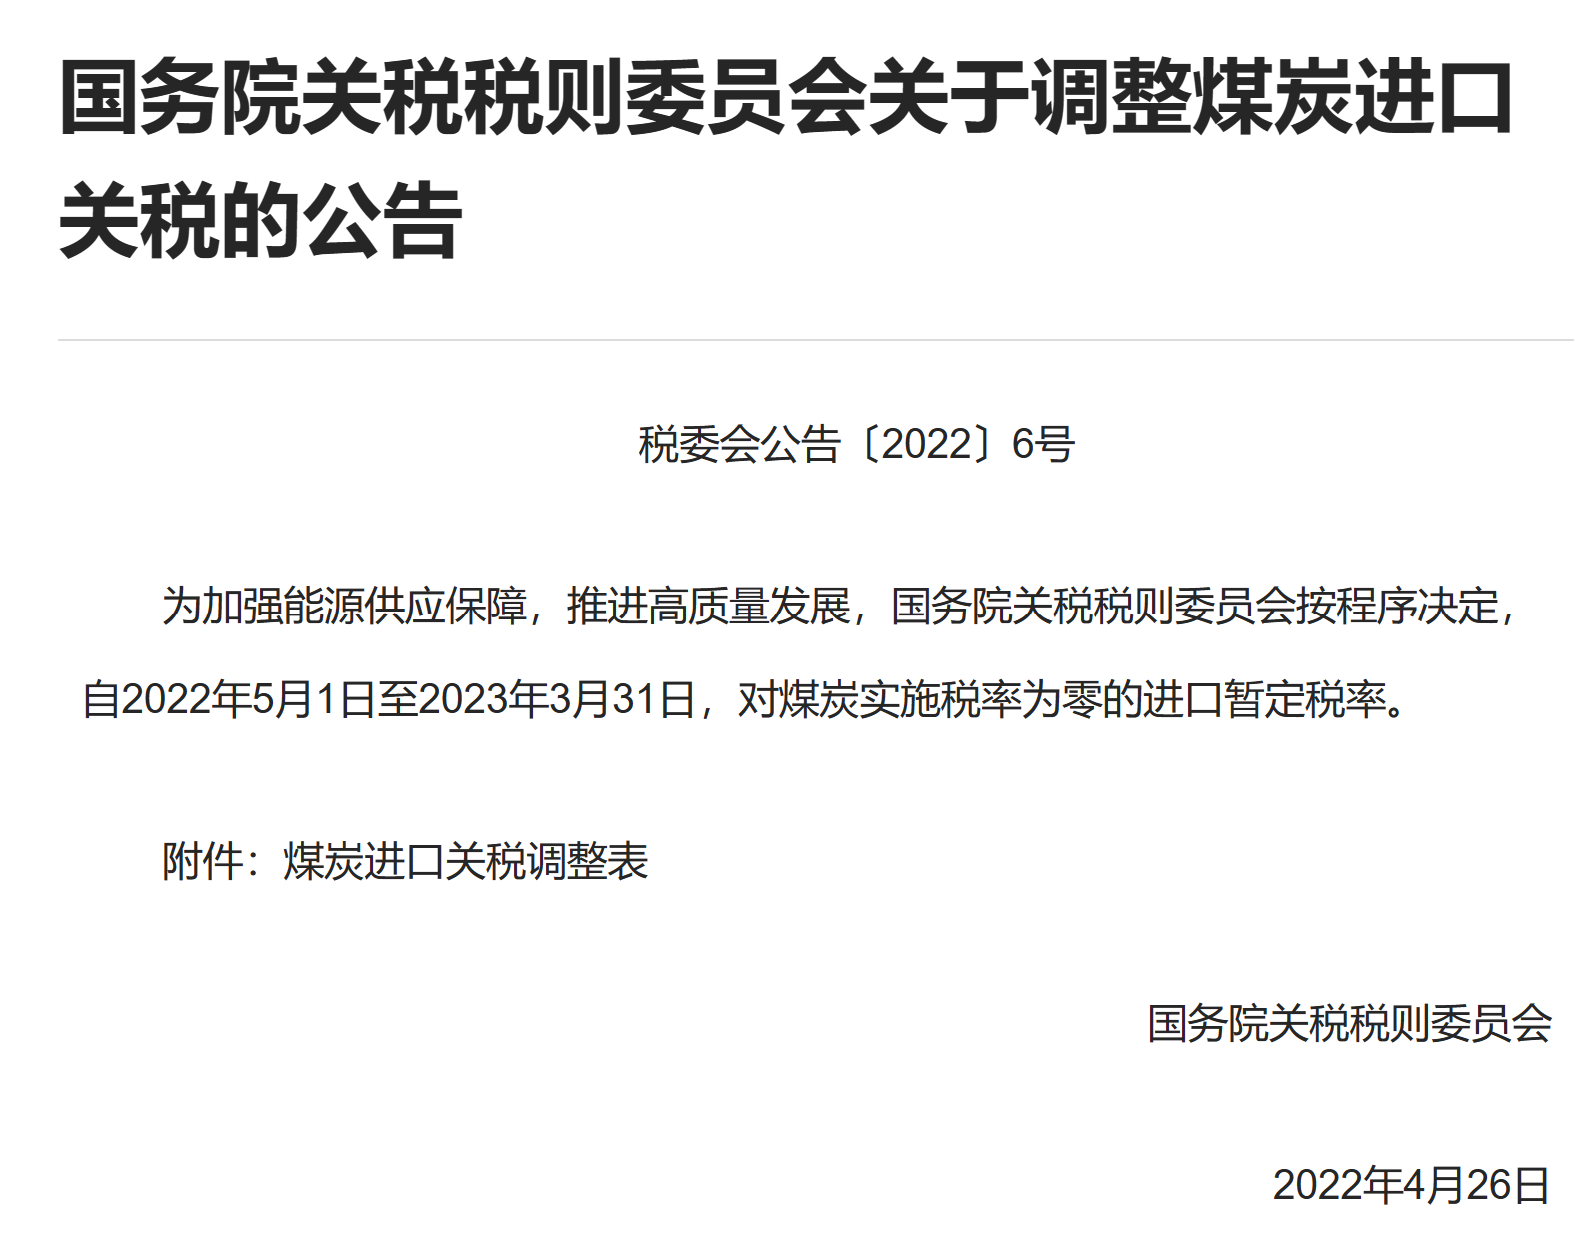 国务院关税税则委员会关于调整煤炭进口
关税的公告
税委会公告〔2022〕6号
为加强能源供应保障，推进高质量发展，国务院关税税则委员会按程序决定，
自2022年5月1日至2023年3月31日，对煤炭实施税率为零的进口暂定税率。
附件：煤炭进口关税调整表
国务院关税税则委员会
2022年4月26日